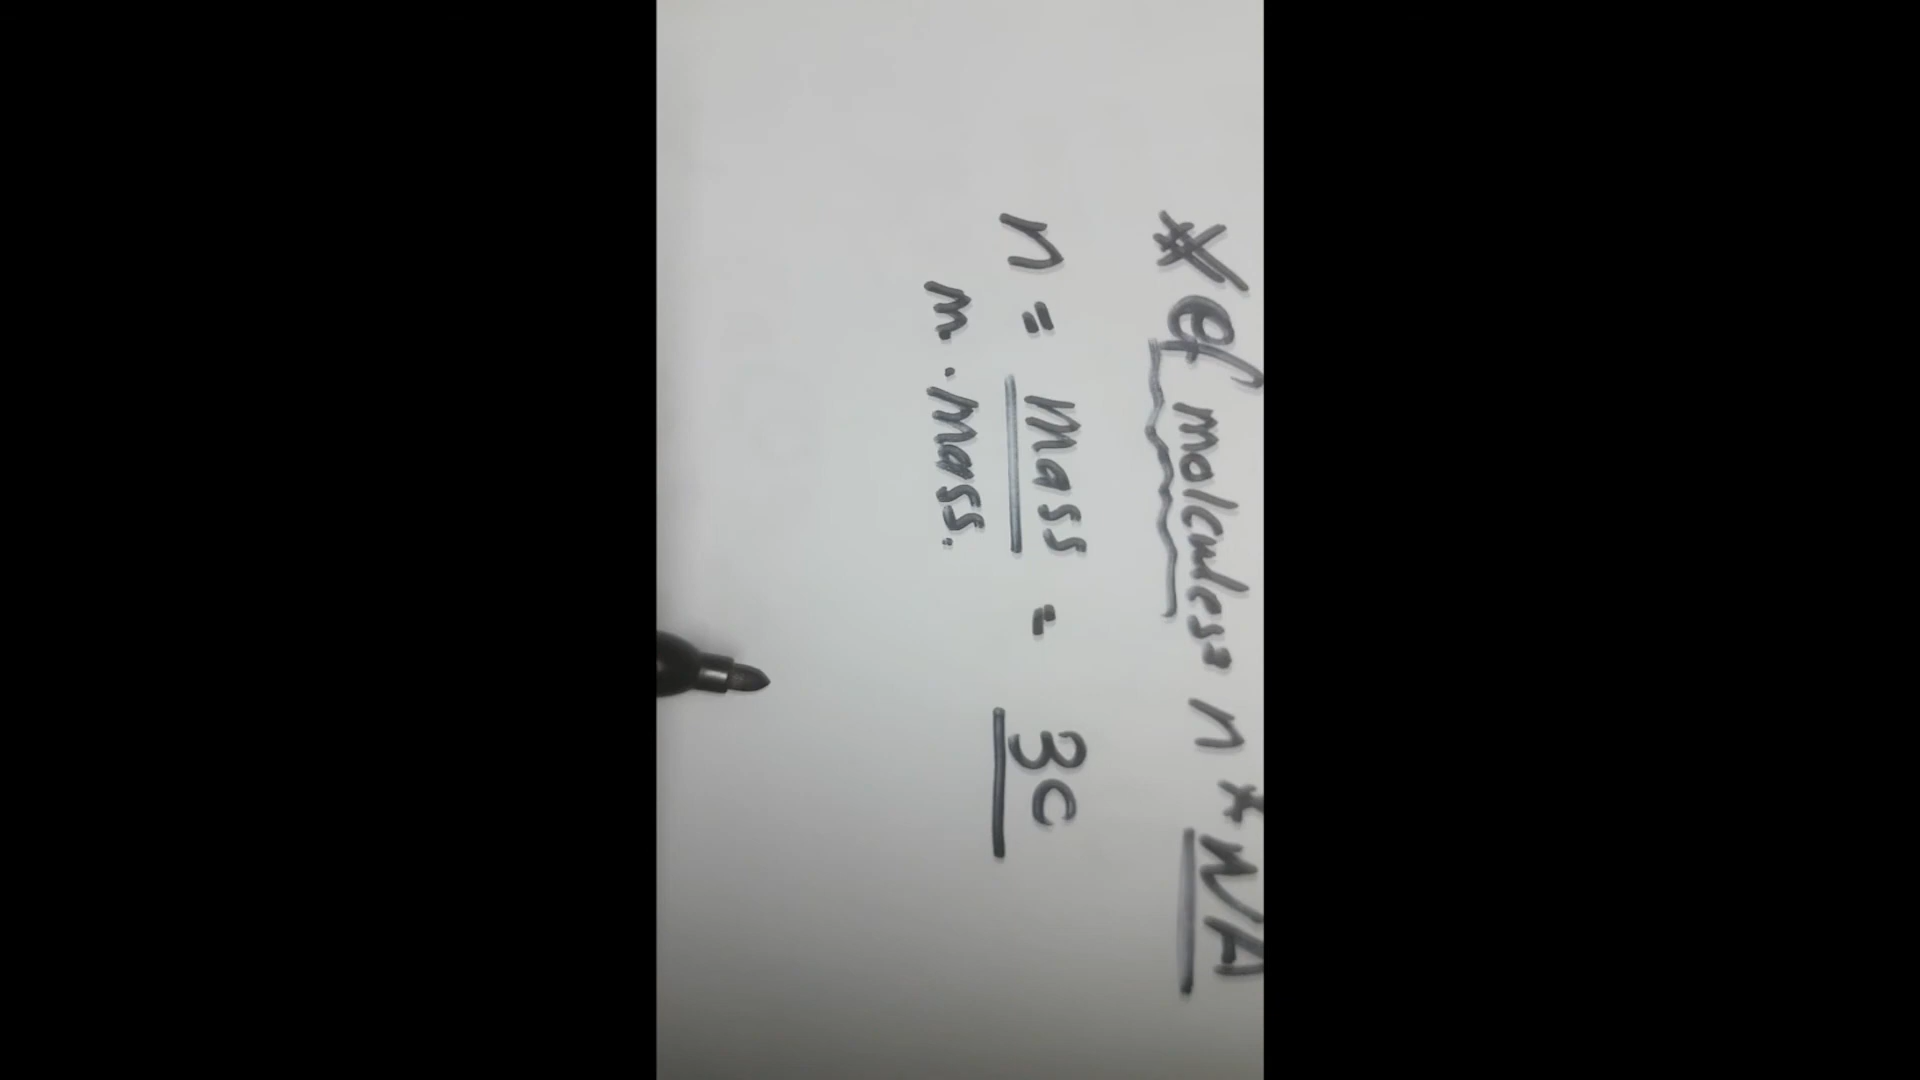 # of molcules = n * NA
n = mass = 3c
m.mass.